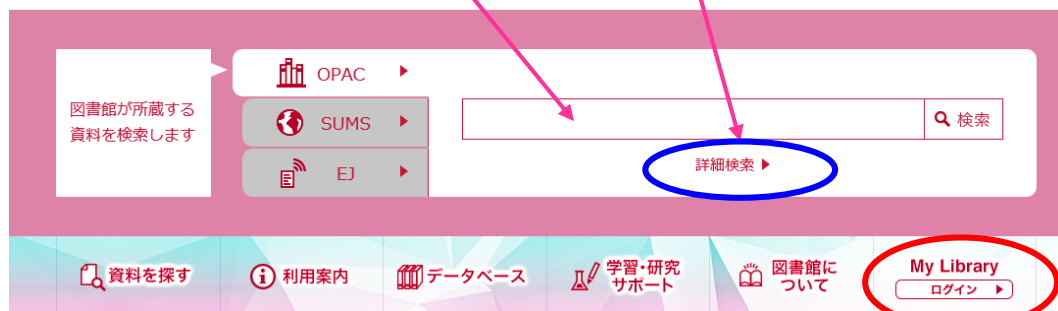 図書館が所蔵する
資料を検索します
OPAC
SUMS
EJ
検索
詳細検索
資料を探す
利用案内
データベース
学習・研究
サポート
図書館に
ついて
My Library
ログイン